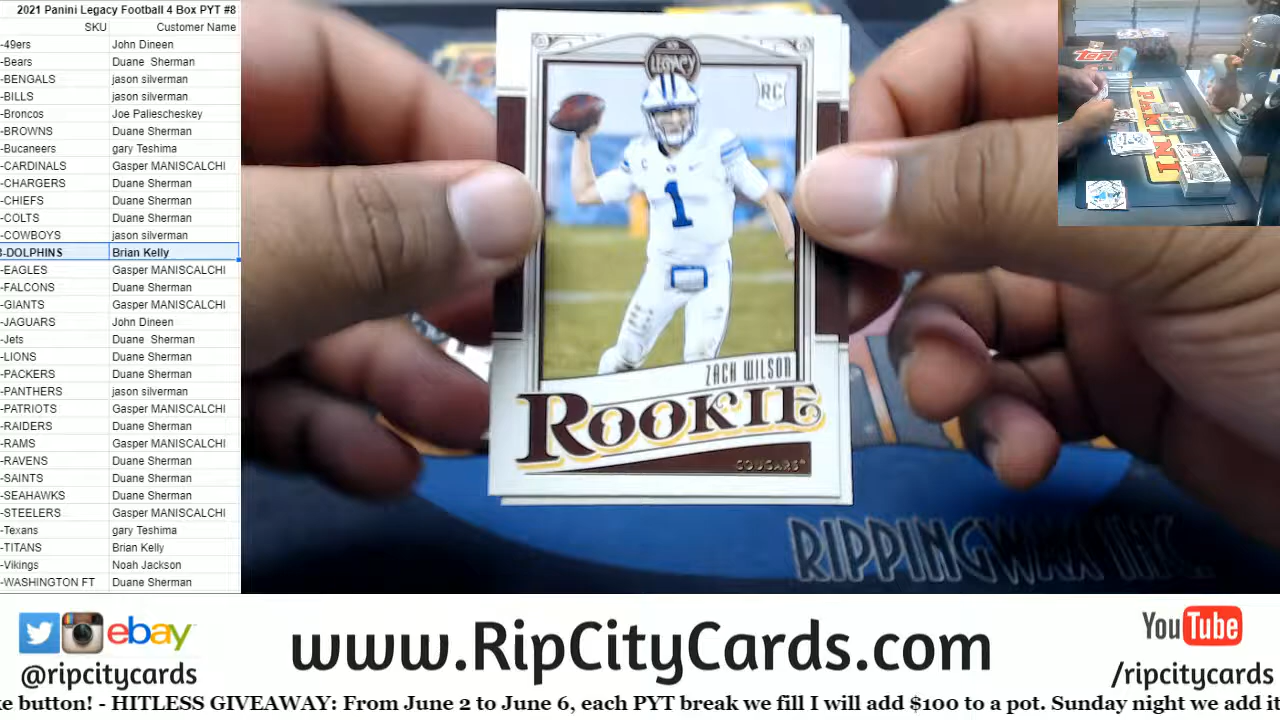 2021 Panini Legacy Football 4 Box PYT #8
SKU Customer Name
-49ers John Dineen
-Bears Duane Sherman
-BENGALS jason silverman
-BILLS jason silverman
-Broncos Joe Paliescheskey
-BROWNS Duane Sherman
-Bucaneers gary Teshima
-CARDINALS Gasper MANISCALCHI
-CHARGERS Duane Sherman
-CHIEFS Duane Sherman
-COLTS Duane Sherman
-COWBOYS jason silverman
-DOLPHINS Brian Kelly
-EAGLES Gasper MANISCALCHI
-FALCONS Duane Sherman
-GIANTS Gasper MANISCALCHI
-JAGUARS John Dineen
-Jets Duane Sherman
-LIONS Duane Sherman
-PACKERS Duane Sherman
-PANTHERS jason silverman
-PATRIOTS Gasper MANISCALCHI
-RAIDERS Duane Sherman
-RAMS Gasper MANISCALCHI
-RAVENS Duane Sherman
-SAINTS Duane Sherman
-SEAHAWKS Duane Sherman
-STEELERS Gasper MANISCALCHI
-Texans gary Teshima
-TITANS Brian Kelly
-Vikings Noah Jackson
-WASHINGTON FT Duane Sherman
LEGACY
RC
1
ZACH WILSON
ROOKIE
COUGARS
PANINI
RIPPINGWAX INC.
ebay
@ripcitycards
www.RipCityCards.com
YouTube
/ripcitycards
ke button! - HITLESS GIVEAWAY: From June 2 to June 6, each PYT break we fill I will add $100 to a pot. Sunday night we add it